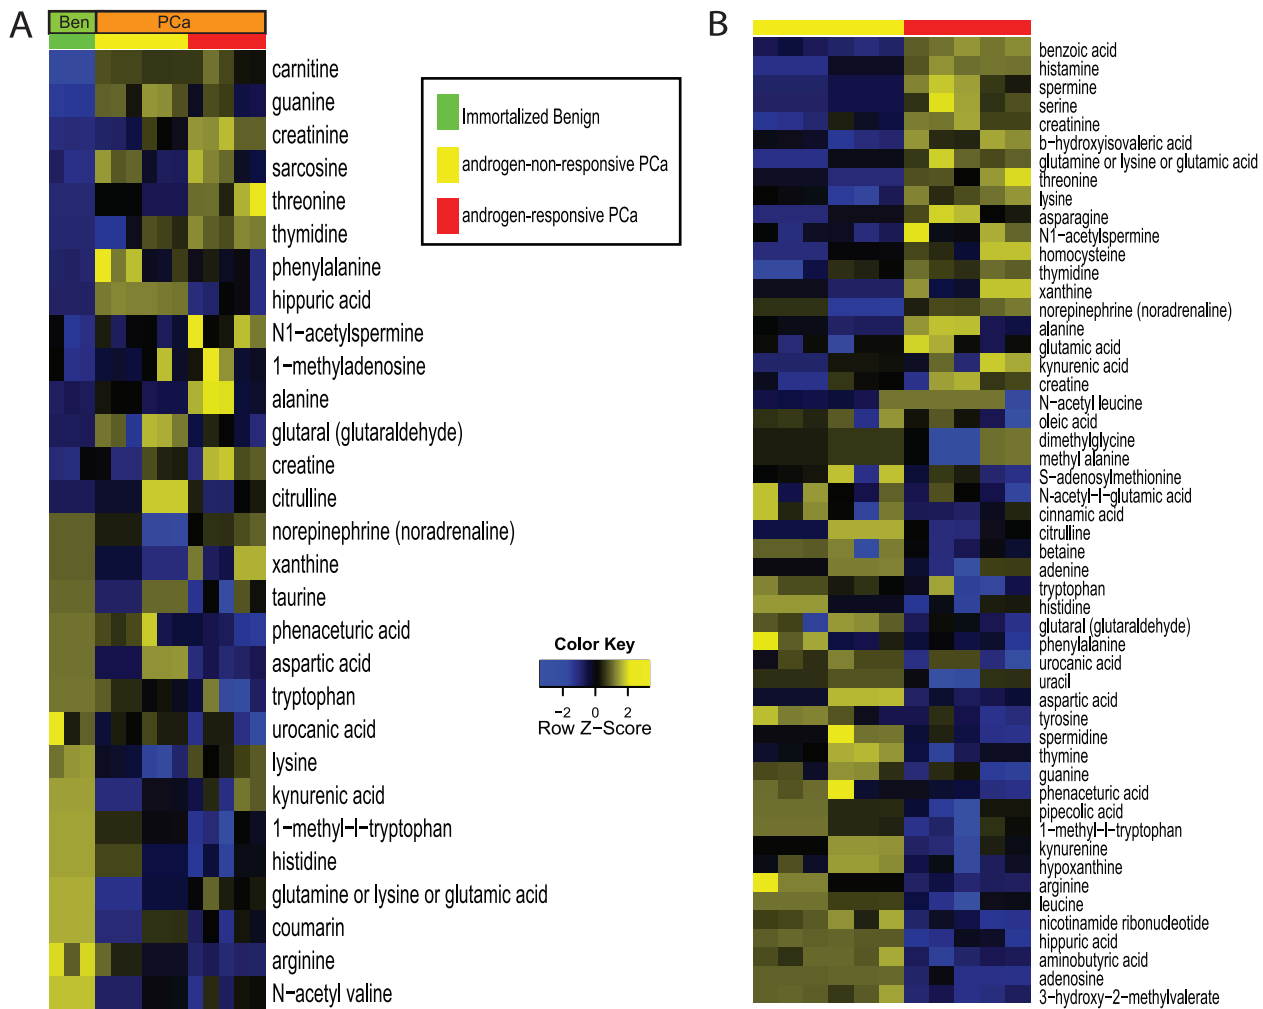 A
Ben
PCa
carnitine
guanine
creatinine
sarcosine
threonine
thymidine
phenylalanine
hippuric acid
N1-acetylspermine
1-methyladenosine
alanine
glutaral (glutaraldehyde)
creatine
citrulline
norepinephrine (noradrenaline)
xanthine
taurine
phenaceturic acid
aspartic acid
tryptophan
urocanic acid
lysine
kynurenic acid
1-methyl-l-tryptophan
histidine
glutamine or lysine or glutamic acid
coumarin
arginine
N-acetyl valine
Immortalized Benign
androgen-non-responsive PCa
androgen-responsive PCa
Color Key
-2 0 2
Row Z-Score
B
benzoic acid
histamine
spermine
serine
creatinine
b-hydroxyisovaleric acid
glutamine or lysine or glutamic acid
threonine
lysine
asparagine
N1-acetylspermine
homocysteine
thymidine
xanthine
norepinephrine (noradrenaline)
alanine
glutamic acid
kynurenic acid
creatine
N-acetyl leucine
oleic acid
dimethylglycine
methyl alanine
S-adenosylmethionine
N-acetyl-l-glutamic acid
cinnamic acid
citrulline
betaine
adenine
tryptophan
histidine
glutaral (glutaraldehyde)
phenylalanine
urocanic acid
uracil
aspartic acid
tyrosine
spermidine
thymine
guanine
phenaceturic acid
pipecolic acid
1-methyl-l-tryptophan
kynurenine
hypoxanthine
arginine
leucine
nicotinamide ribonucleotide
hippuric acid
aminobutyric acid
adenosine
3-hydroxy-2-methylvalerate